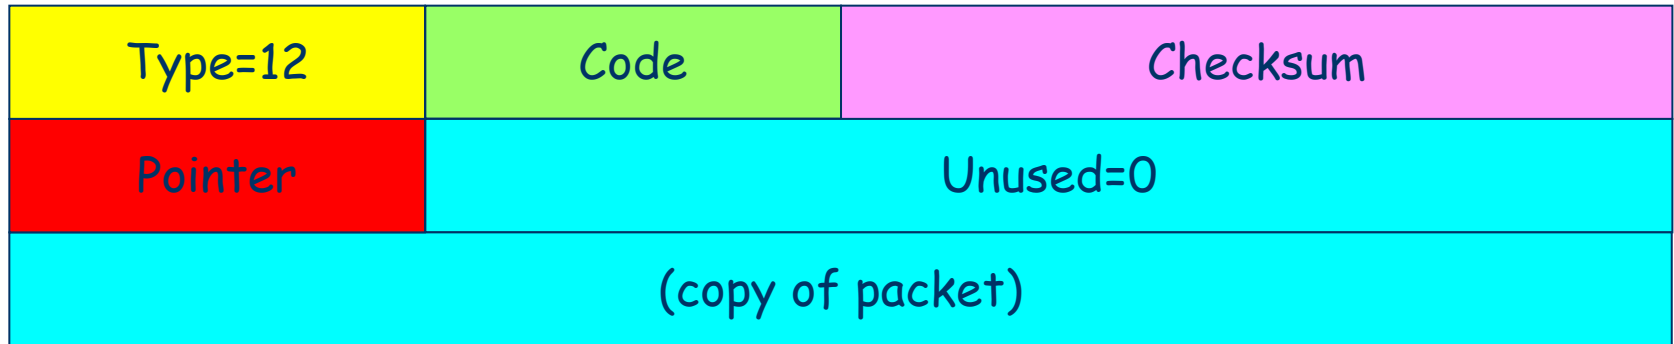 Type=12 Code Checksum
Pointer Unused=0
(copy of packet)